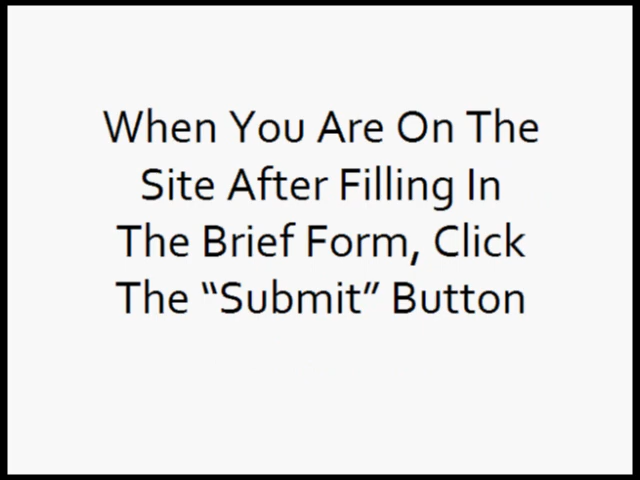 When You Are On The
Site After Filling In
The Brief Form, Click
The “Submit” Button